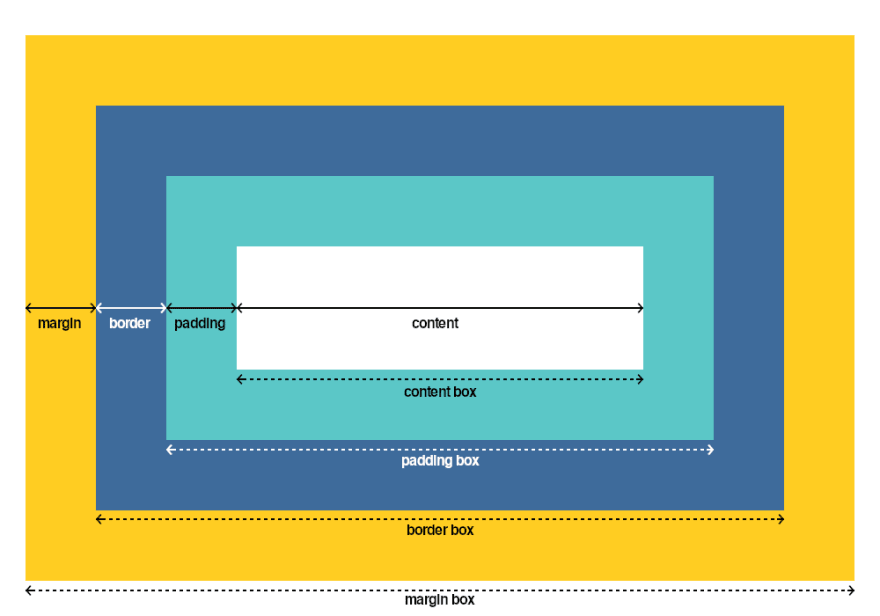 margin
border
padding
content
content box
padding box
border box
margin box